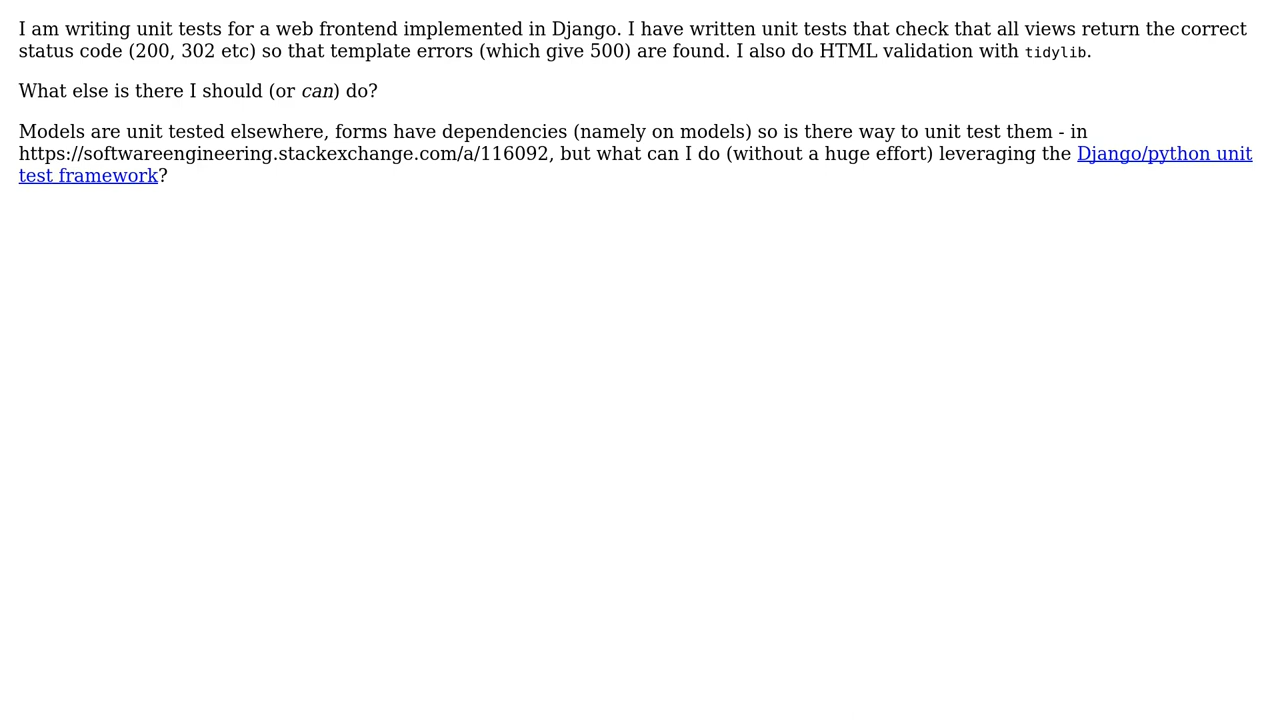 I am writing unit tests for a web frontend implemented in Django. I have written unit tests that check that all views return the correct
status code (200, 302 etc) so that template errors (which give 500) are found. I also do HTML validation with tidylib.
What else is there I should (or can) do?
Models are unit tested elsewhere, forms have dependencies (namely on models) so is there way to unit test them - in
https://softwareengineering.stackexchange.com/a/116092, but what can I do (without a huge effort) leveraging the Django/python unit
test framework?